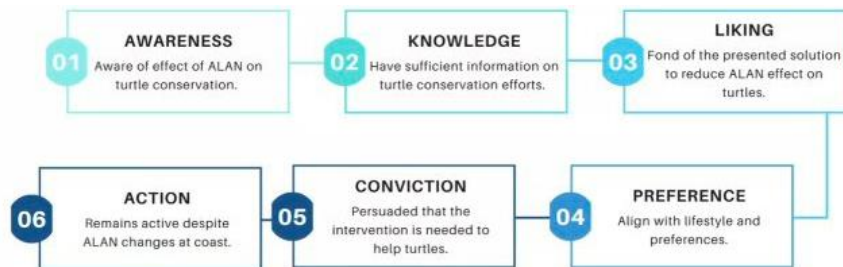 01
AWARENESS
Aware of effect of ALAN on
turtle conservation.
02
KNOWLEDGE
Have sufficient information on
turtle conservation efforts.
03
LIKING
Fond of the presented solution
to reduce ALAN effect on
turtles.
04
PREFERENCE
Align with lifestyle and
preferences.
05
CONVICTION
Persuaded that the
intervention is needed to
help turtles.
06
ACTION
Remains active despite
ALAN changes at coast.